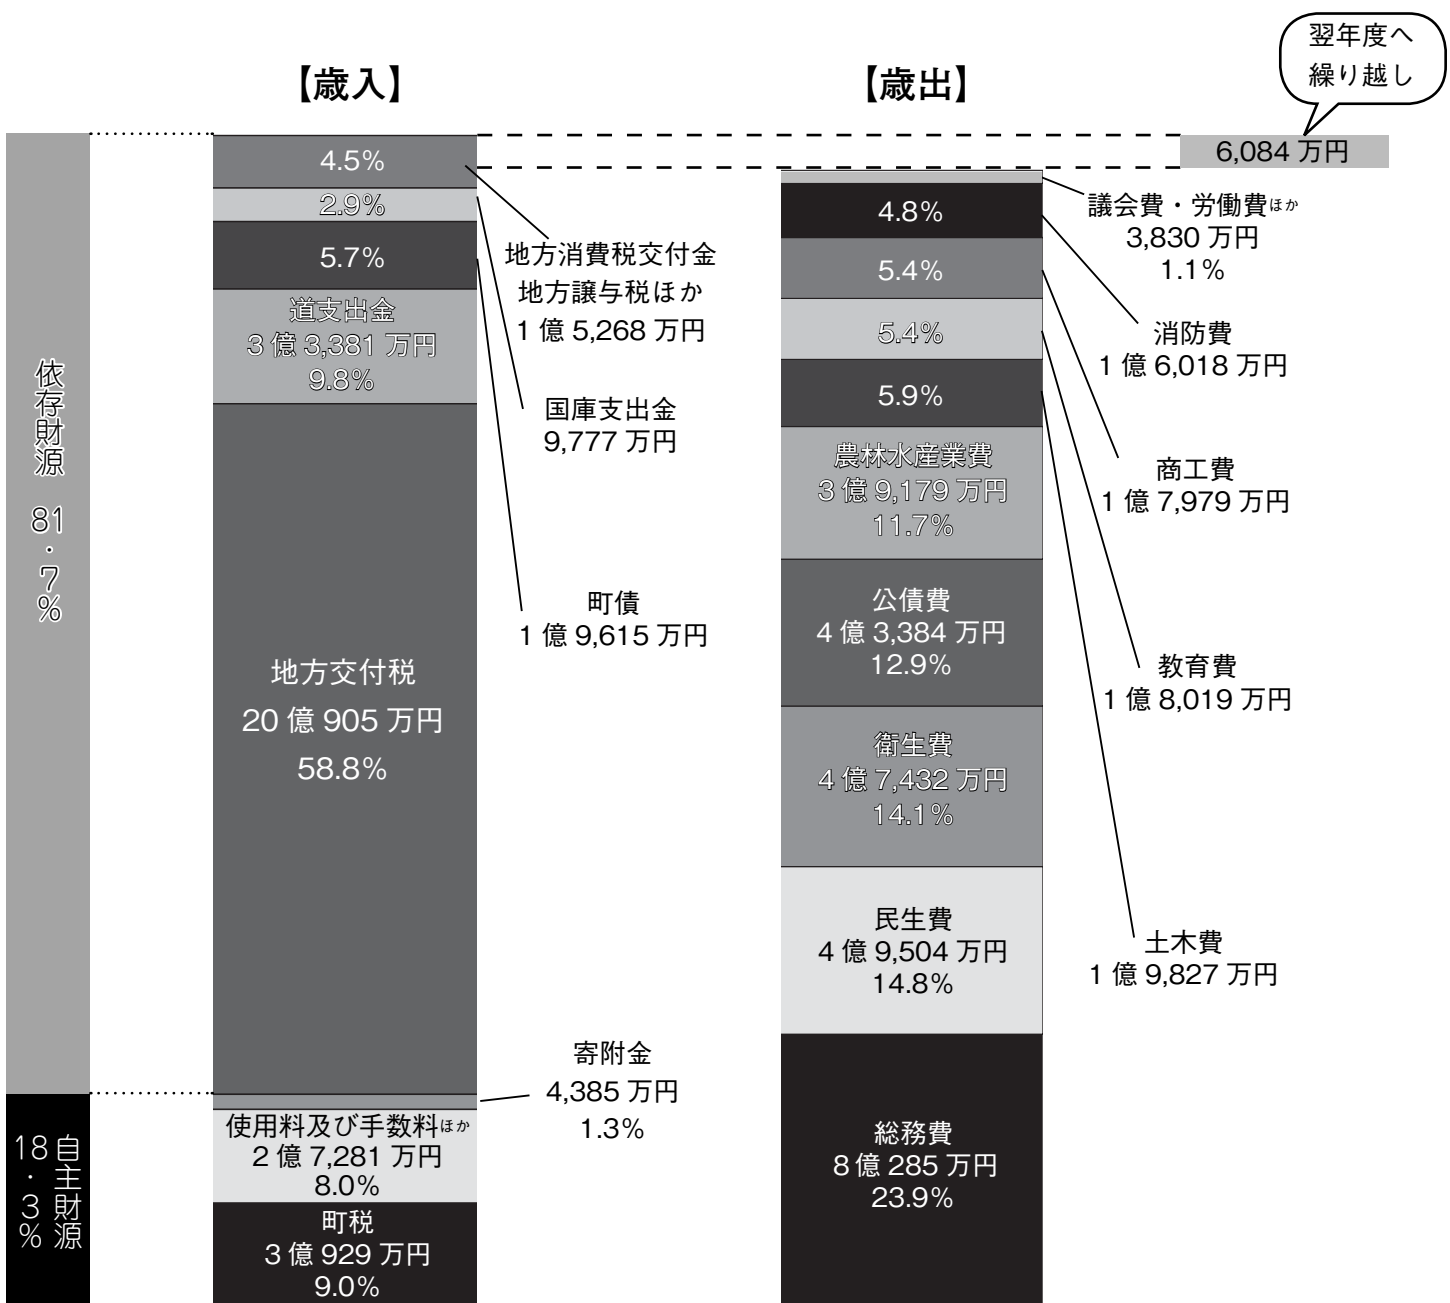 翌年度へ
繰り越し
【歳入】
【歳出】
6,084 万円
依存財源 81・7%
自主財源
18・3%
4.5%
地方消費税交付金
地方譲与税ほか
1 億 5,268 万円
2.9%
国庫支出金
9,777 万円
5.7%
町債
1 億 9,615 万円
道支出金
3 億 3,381 万円
9.8%
地方交付税
20 億 905 万円
58.8%
寄附金
4,385 万円
1.3%
使用料及び手数料ほか
2 億 7,281 万円
8.0%
町税
3 億 929 万円
9.0%
議会費・労働費ほか
3,830 万円
1.1%
4.8%
消防費
1 億 6,018 万円
5.4%
商工費
1 億 7,979 万円
5.4%
教育費
1 億 8,019 万円
5.9%
土木費
1 億 9,827 万円
農林水産業費
3 億 9,179 万円
11.7%
公債費
4 億 3,384 万円
12.9%
衛生費
4 億 7,432 万円
14.1%
民生費
4 億 9,504 万円
14.8%
総務費
8 億 285 万円
23.9%